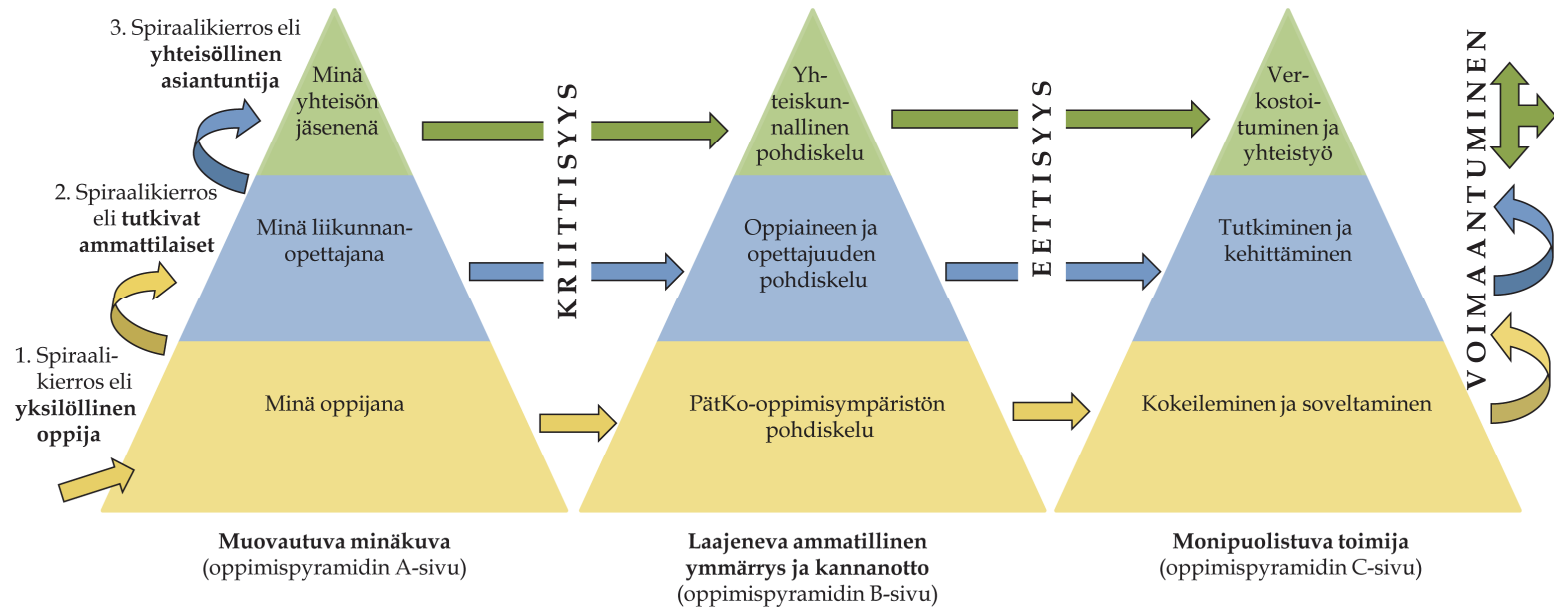 3. Spiraalikierros eli
yhteisöllinen
asiantuntija
2. Spiraalikierros
eli tutkivat
ammattilaiset
1. Spiraali-
kierros eli
yksilöllinen
oppija
Minä
yhteisön
jäsenenä
Minä liikunnan-
opettajana
Minä oppijana
Muovautuva minäkuva
(oppimispyramidin A-sivu)
KRIITTISYYS
Yh-
teiskun-
nallinen
pohdiskelu
Oppiaineen ja
opettajuuden
pohdiskelu
PätKo-oppimisympäristön
pohdiskelu
Laajeneva ammatillinen
ymmärrys ja kannanotto
(oppimispyramidin B-sivu)
EETTISYYS
Ver-
kostoi-
tuminen ja
yhteistyö
Tutkiminen ja
kehittäminen
Kokeileminen ja soveltaminen
Monipuolistuva toimija
(oppimispyramidin C-sivu)
VOIMAANTUMINEN